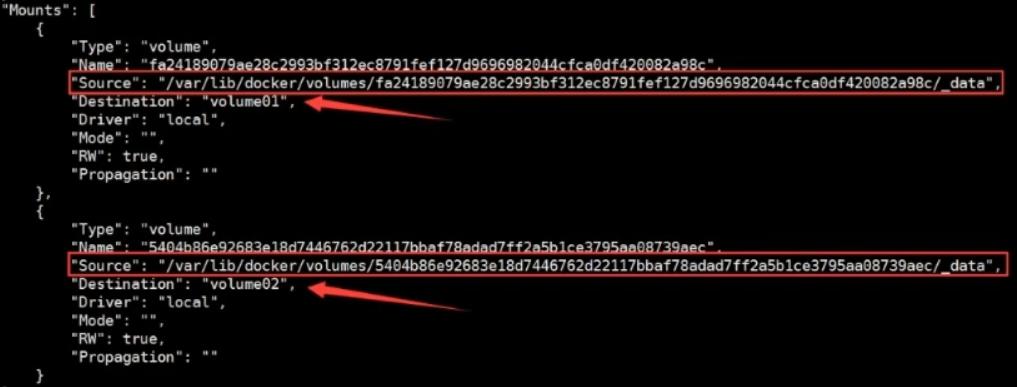 "Mounts": [
{
"Type": "volume",
"Name": "fa24189079ae28c2993bf312ec8791fef127d9696982044cfca0df420082a98c",
"Source": "/var/lib/docker/volumes/fa24189079ae28c2993bf312ec8791fef127d9696982044cfca0df420082a98c/_data",
"Destination": "volume01",
"Driver": "local",
"Mode": "",
"RW": true,
"Propagation": ""
},
{
"Type": "volume",
"Name": "5404b86e92683e18d7446762d22117bbaf78adad7ff2a5b1ce3795aa08739aec",
"Source": "/var/lib/docker/volumes/5404b86e92683e18d7446762d22117bbaf78adad7ff2a5b1ce3795aa08739aec/_data",
"Destination": "volume02",
"Driver": "local",
"Mode": "",
"RW": true,
"Propagation": ""
}